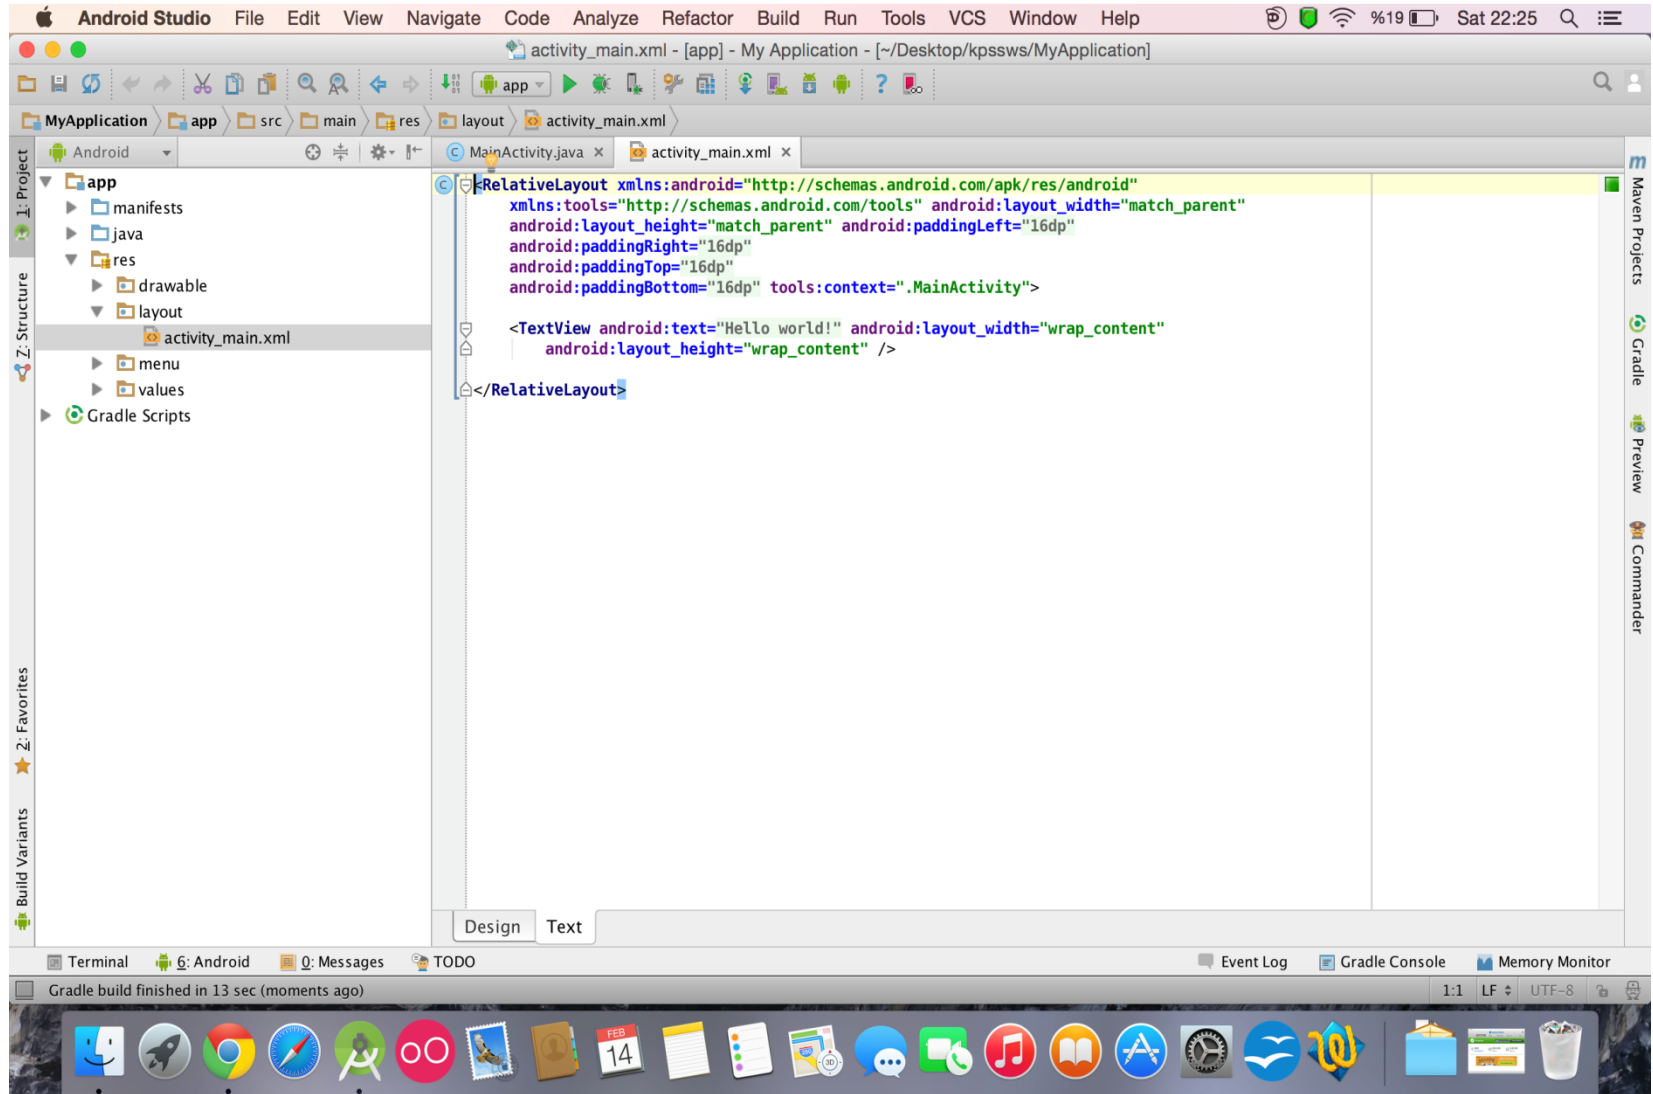 Android Studio File Edit View Navigate Code Analyze Refactor Build Run Tools VCS Window Help %19 Sat 22:25
activity_main.xml - [app] - My Application - [~/Desktop/kpssws/MyApplication]
app
MyApplication app src main res layout activity_main.xml
Android
MainActivity.java
activity_main.xml
1: Project
Z: Structure
2: Favorites
Build Variants
app
manifests
java
res
drawable
layout
activity_main.xml
menu
values
Gradle Scripts
<RelativeLayout xmlns:android="http://schemas.android.com/apk/res/android"
xmlns:tools="http://schemas.android.com/tools" android:layout_width="match_parent"
android:layout_height="match_parent" android:paddingLeft="16dp"
android:paddingRight="16dp"
android:paddingTop="16dp"
android:paddingBottom="16dp" tools:context=".MainActivity">
<TextView android:text="Hello world!" android:layout_width="wrap_content"
android:layout_height="wrap_content" />
</RelativeLayout>
Maven Projects
Gradle
Preview
Commander
Design Text
Terminal 6: Android 0: Messages TODO Event Log Gradle Console Memory Monitor
Gradle build finished in 13 sec (moments ago) 1:1 LF UTF-8
FEB
14
3D